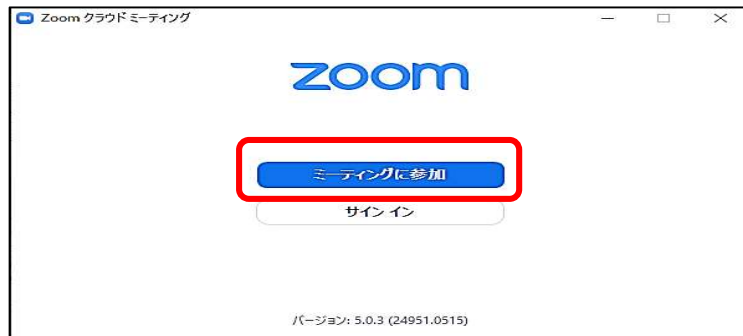 Zoom クラウド ミーティング
zoom
ミーティングに参加
サイン イン
バージョン: 5.0.3 (24951.0515)